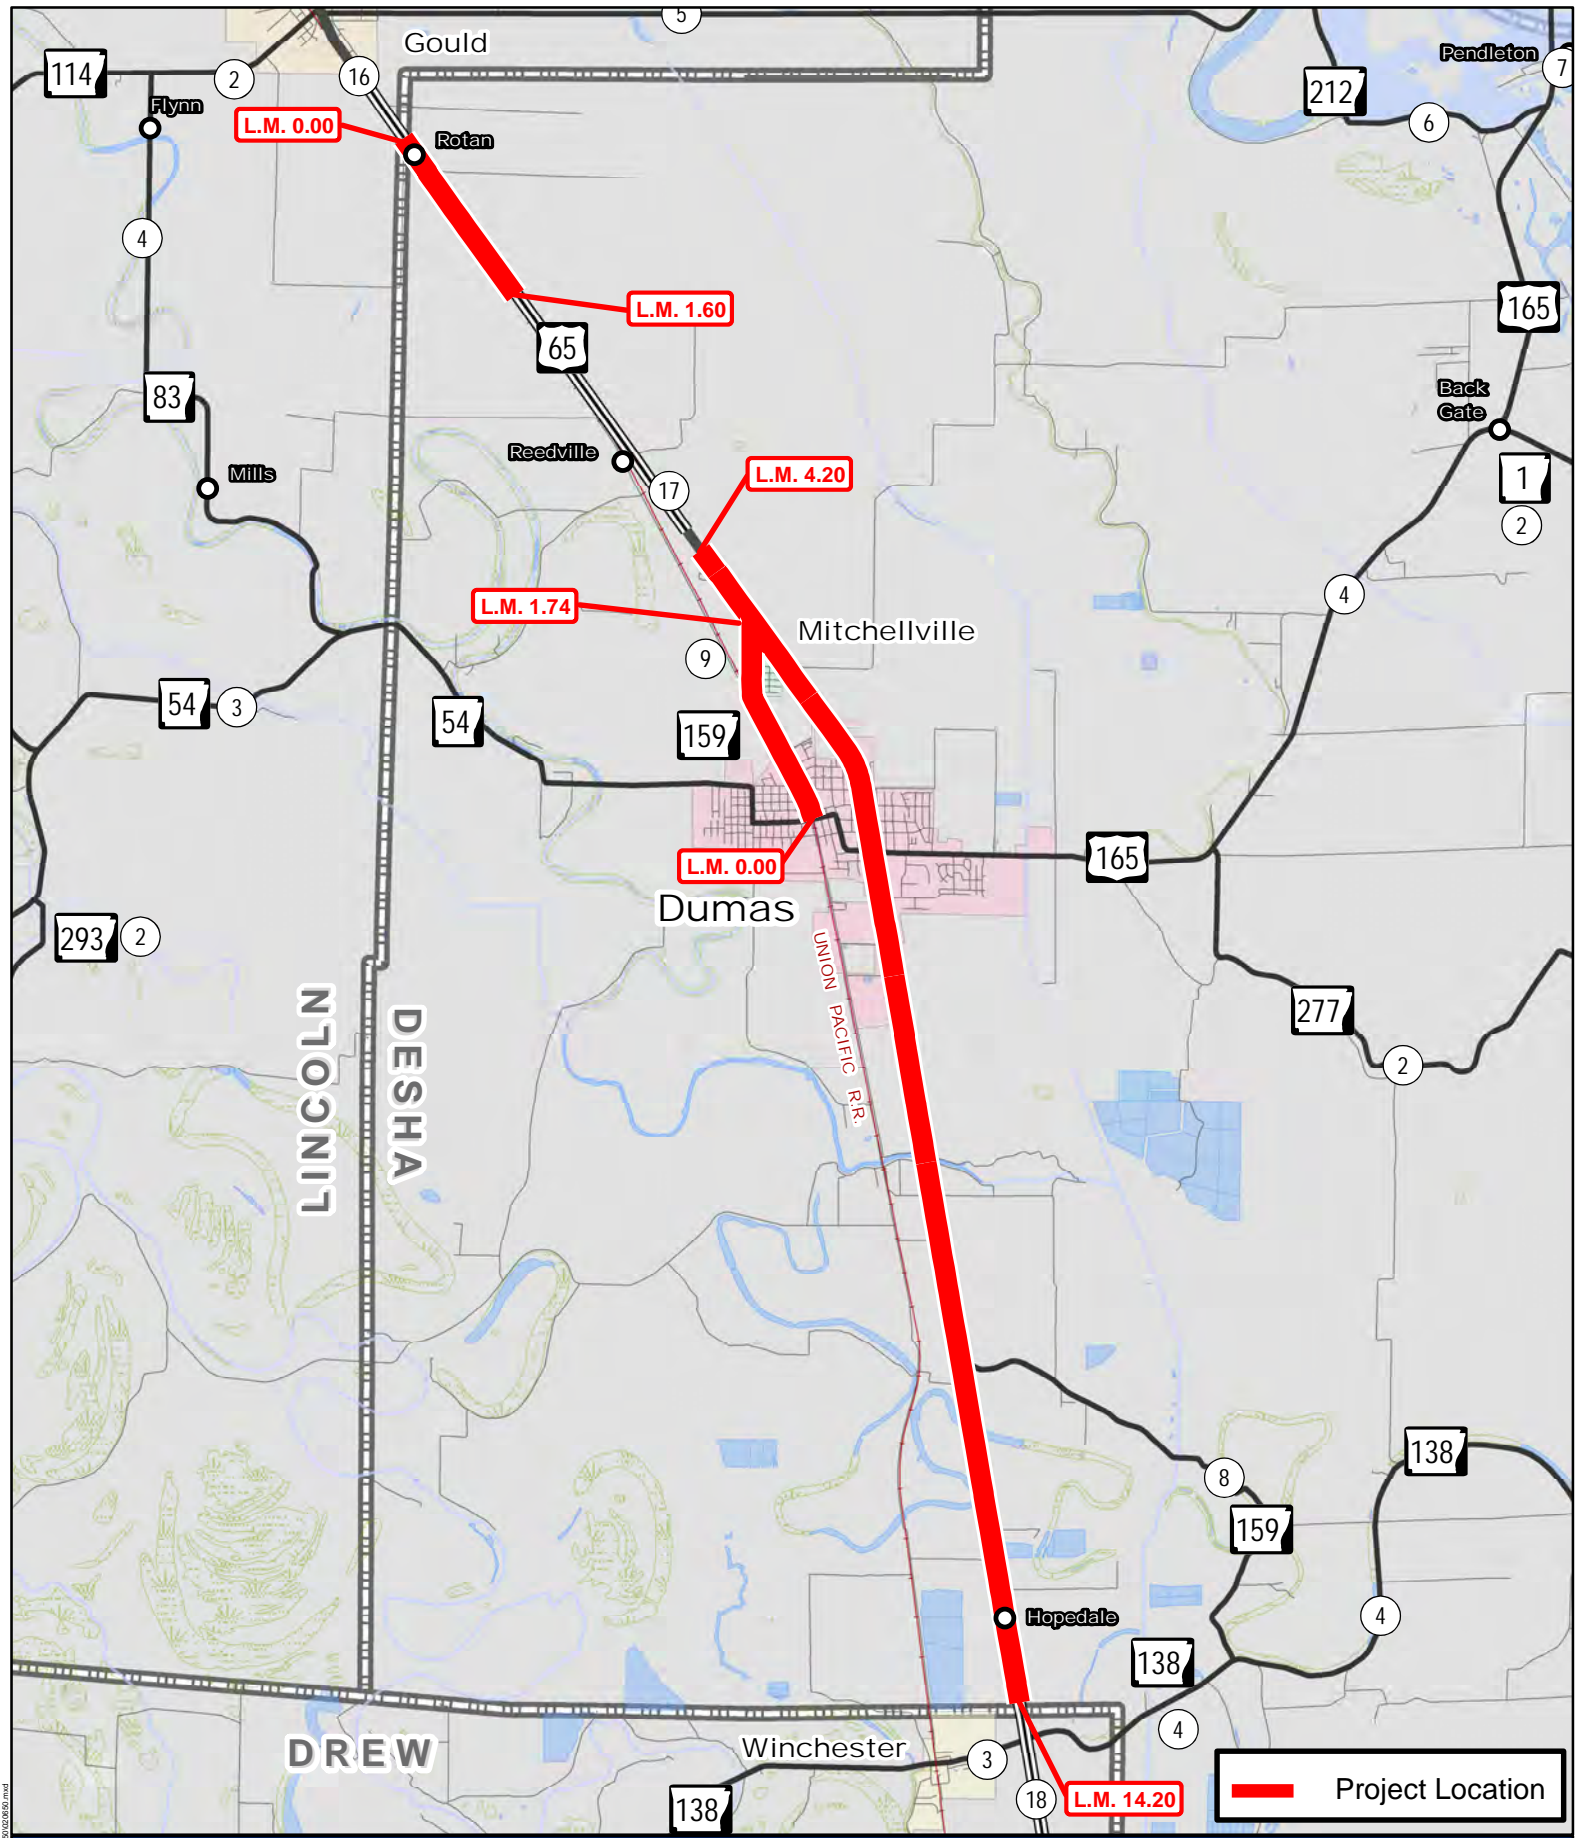 5
Gould
Pendleton
114
2
16
212
7
Flynn
L.M. 0.00
Rotan
6
4
L.M. 1.60
165
65
83
Back
Gate
Reedville
Mills
L.M. 4.20
17
1
2
L.M. 1.74
4
Mitchellville
9
54
3
54
159
165
L.M. 0.00
Dumas
293
2
UNION PACIFIC R.R.
LINCOLN
DESHA
277
2
138
8
159
Hopedale
4
138
4
DREW
Winchester
3
18
L.M. 14.20
138
Project Location